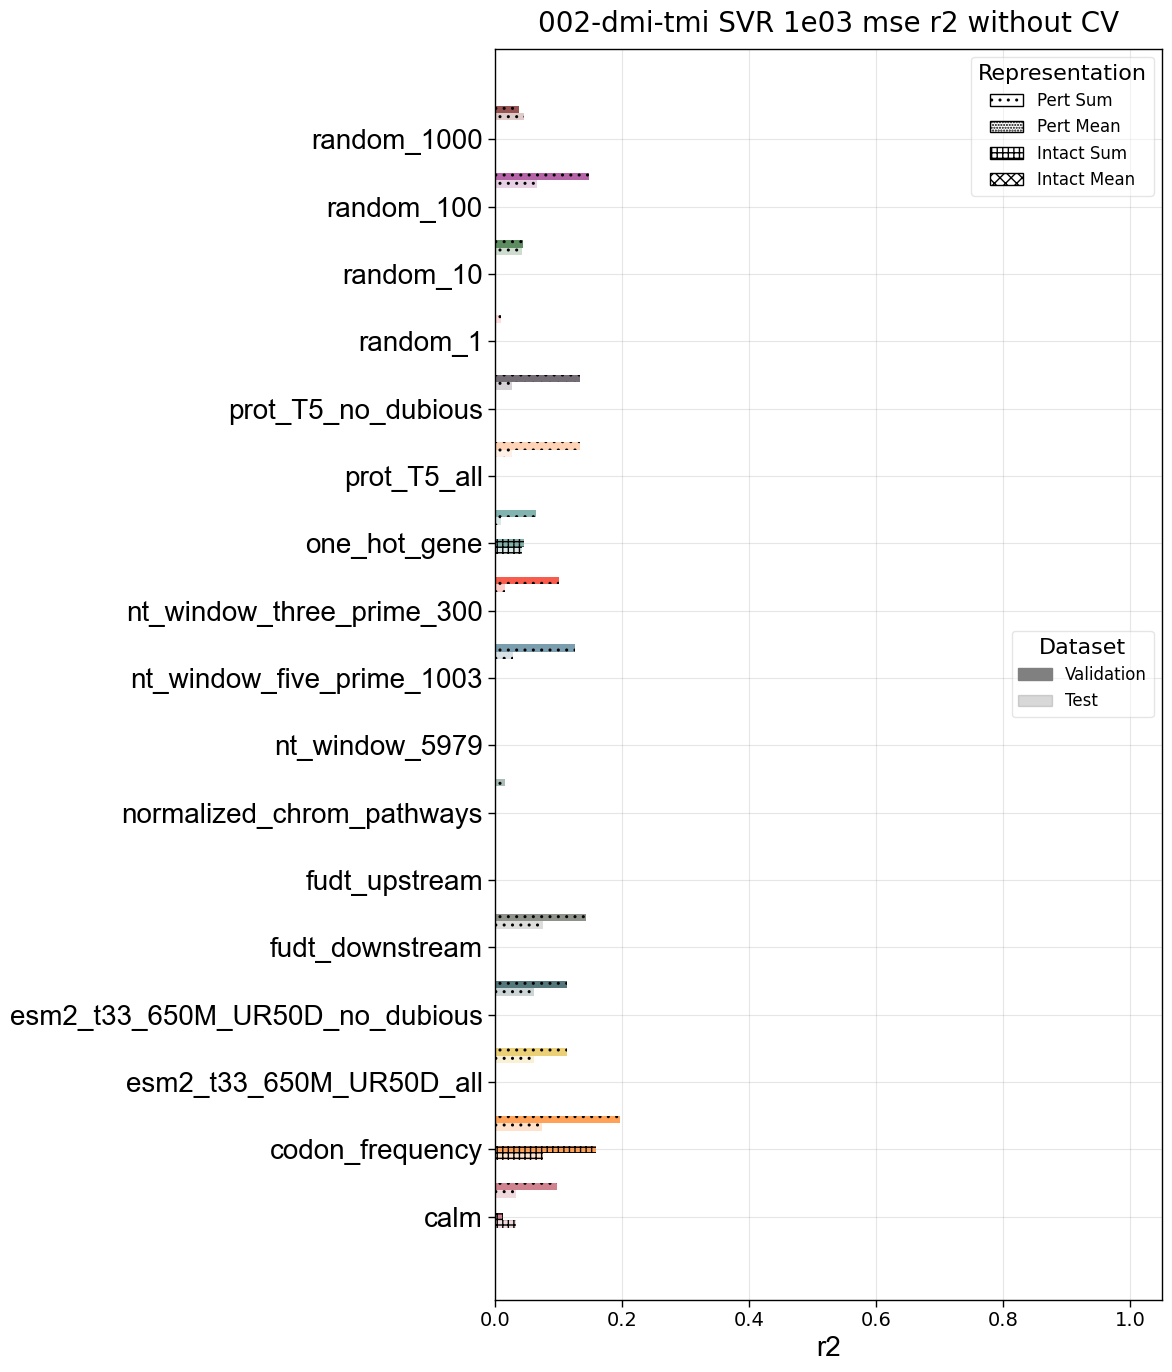 002-dmi-tmi SVR 1e03 mse r2 without CV
Representation
Pert Sum
Pert Mean
Intact Sum
Intact Mean
random_1000
random_100
random_10
random_1
prot_T5_no_dubious
prot_T5_all
one_hot_gene
nt_window_three_prime_300
nt_window_five_prime_1003
Dataset
Validation
Test
nt_window_5979
normalized_chrom_pathways
fudt_upstream
fudt_downstream
esm2_t33_650M_UR50D_no_dubious
esm2_t33_650M_UR50D_all
codon_frequency
calm
0.0 0.2 0.4 0.6 0.8 1.0
r2